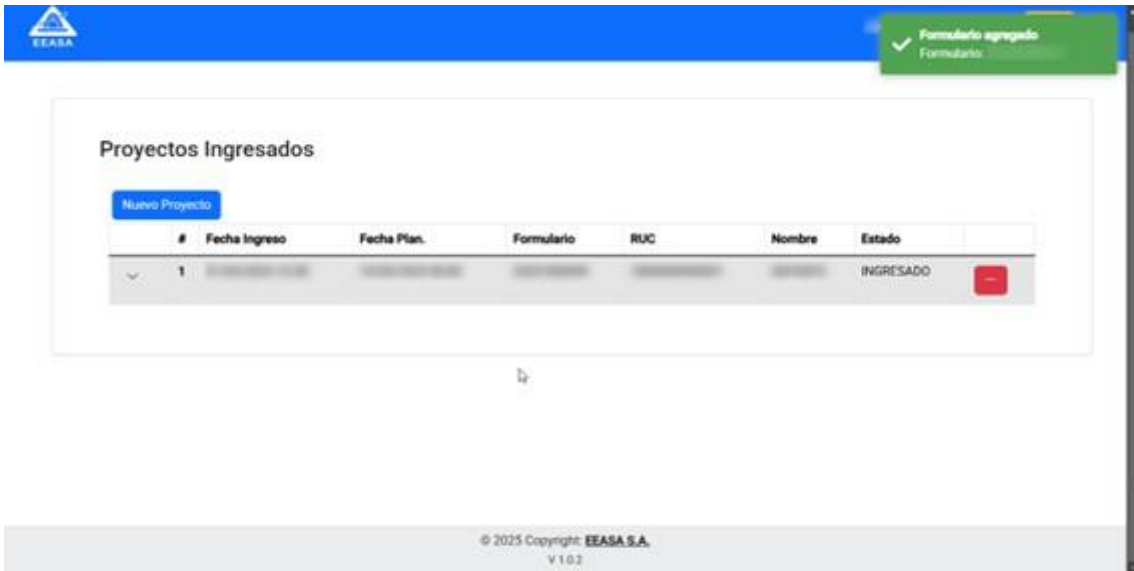 EEASA
Formulario agregado
Formulario:
Proyectos Ingresados
Nuevo Proyecto
# Fecha Ingreso Fecha Plan. Formulario RUC Nombre Estado
1 INGRESADO
© 2025 Copyright: EEASA S.A.
V 1.0.2